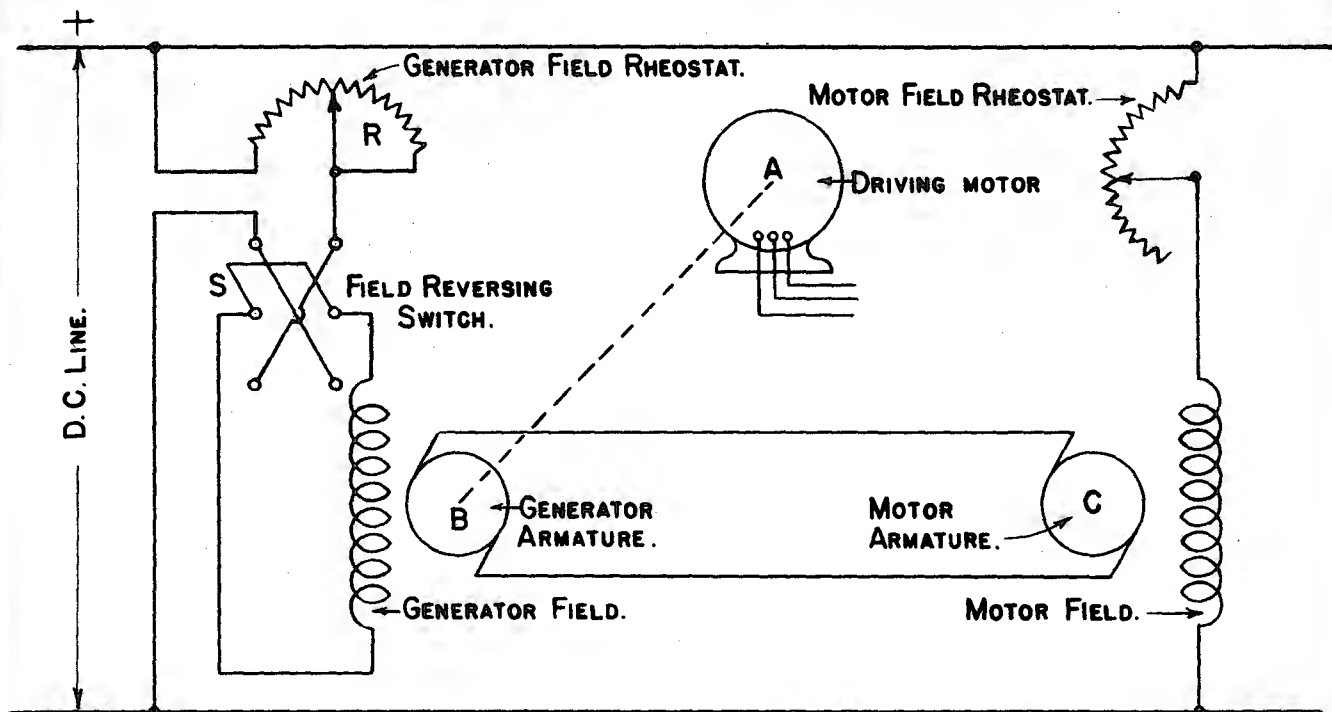 +
GENERATOR FIELD RHEOSTAT.
MOTOR FIELD RHEOSTAT.
R
A
DRIVING MOTOR
S
FIELD REVERSING
SWITCH.
D.C. LINE.
B
GENERATOR
ARMATURE.
MOTOR
ARMATURE.
C
GENERATOR FIELD.
MOTOR FIELD.